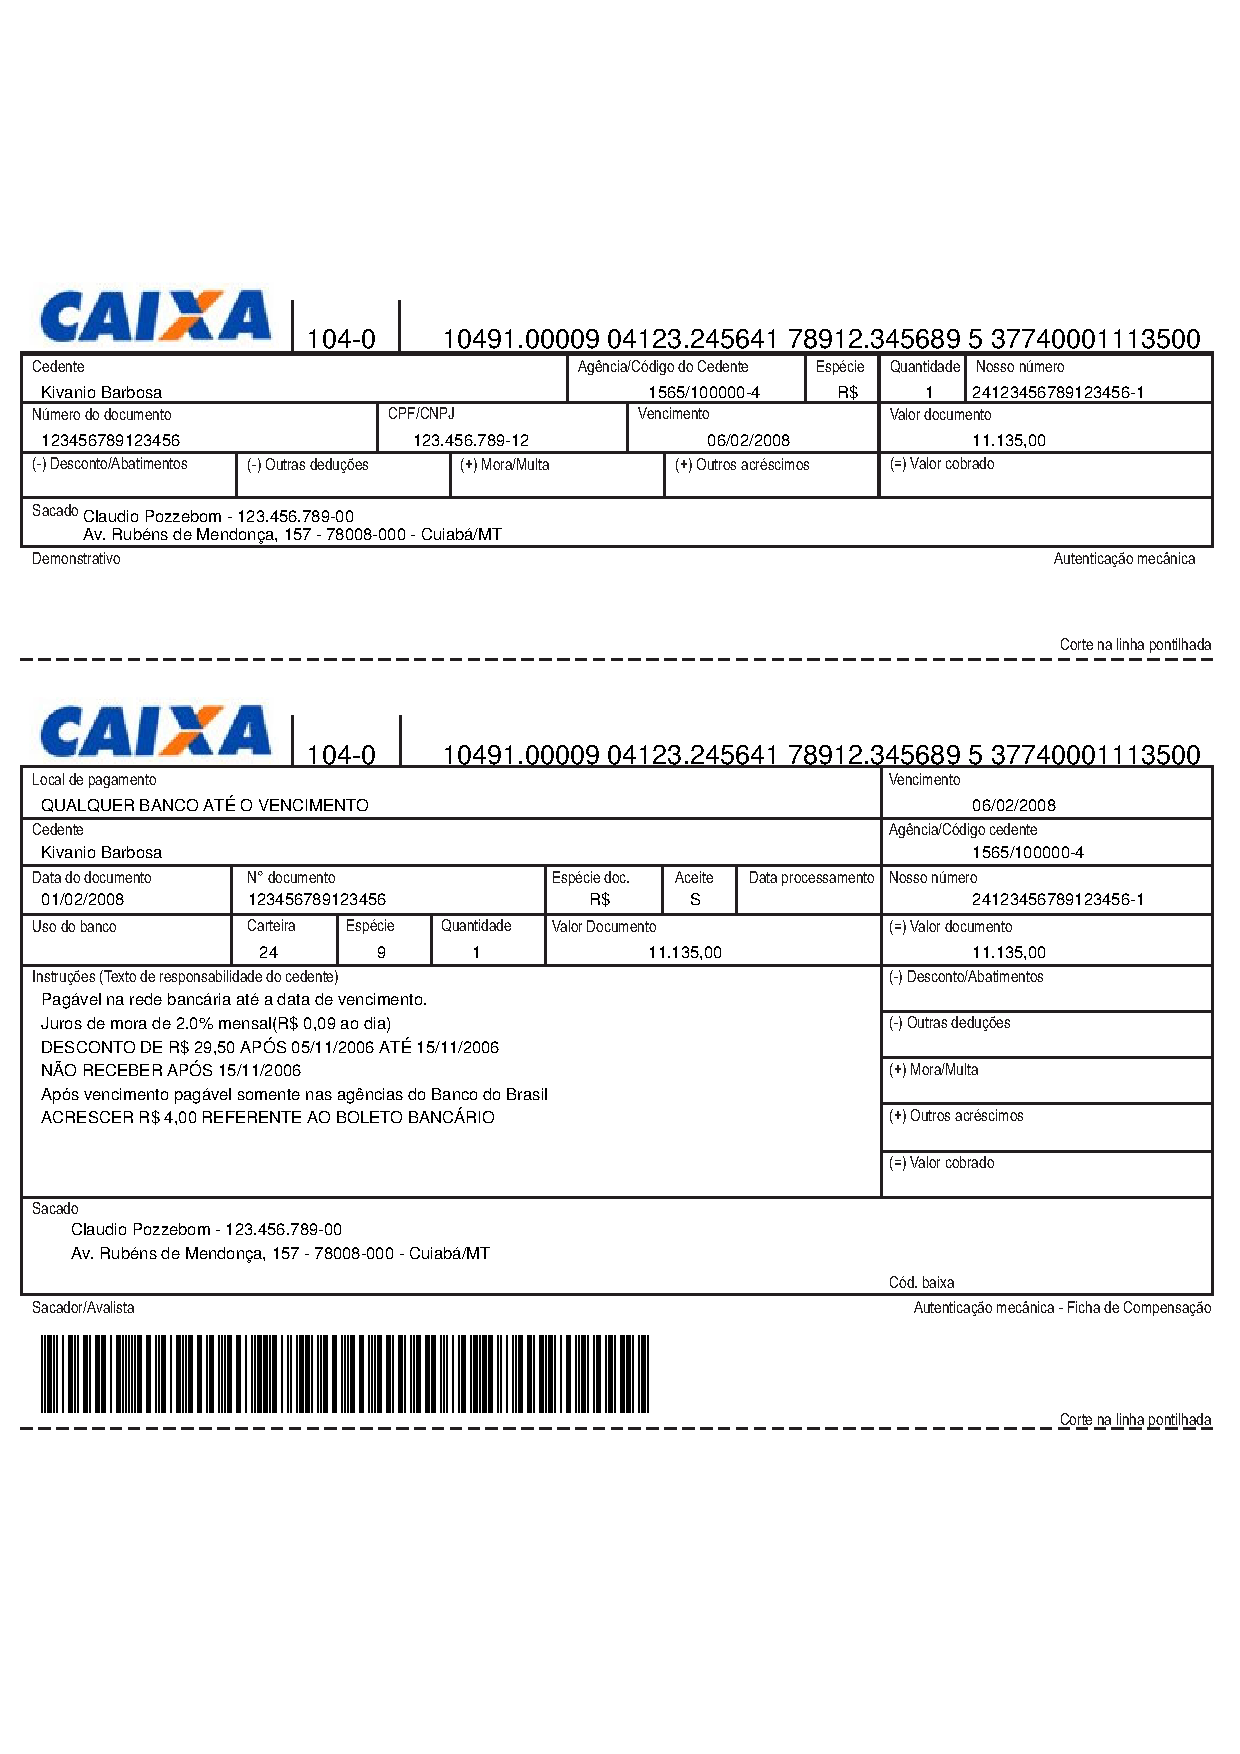 CAIXA 104-0 10491.00009 04123.245641 78912.345689 5 37740001113500
Cedente Agência/Código do Cedente Espécie Quantidade Nosso número
Kivanio Barbosa 1565/100000-4 R$ 1 24123456789123456-1
Número do documento CPF/CNPJ Vencimento Valor documento
123456789123456 123.456.789-12 06/02/2008 11.135,00
(-) Desconto/Abatimentos (-) Outras deduções (+) Mora/Multa (+) Outros acréscimos (=) Valor cobrado
Sacado Claudio Pozzebom - 123.456.789-00
Av. Rubéns de Mendonça, 157 - 78008-000 - Cuiabá/MT
Demonstrativo Autenticação mecânica
Corte na linha pontilhada
CAIXA 104-0 10491.00009 04123.245641 78912.345689 5 37740001113500
Local de pagamento Vencimento
QUALQUER BANCO ATÉ O VENCIMENTO 06/02/2008
Cedente Agência/Código cedente
Kivanio Barbosa 1565/100000-4
Data do documento N° documento Espécie doc. Aceite Data processamento Nosso número
01/02/2008 123456789123456 R$ S 24123456789123456-1
Uso do banco Carteira Espécie Quantidade Valor Documento (=) Valor documento
24 9 1 11.135,00 11.135,00
Instruções (Texto de responsabilidade do cedente) (-) Desconto/Abatimentos
Pagável na rede bancária até a data de vencimento.
Juros de mora de 2.0% mensal(R$ 0,09 ao dia) (-) Outras deduções
DESCONTO DE R$ 29,50 APÓS 05/11/2006 ATÉ 15/11/2006
NÃO RECEBER APÓS 15/11/2006 (+) Mora/Multa
Após vencimento pagável somente nas agências do Banco do Brasil
ACRESCER R$ 4,00 REFERENTE AO BOLETO BANCÁRIO (+) Outros acréscimos
(=) Valor cobrado
Sacado
Claudio Pozzebom - 123.456.789-00
Av. Rubéns de Mendonça, 157 - 78008-000 - Cuiabá/MT
Cód. baixa
Sacador/Avalista Autenticação mecânica - Ficha de Compensação
Corte na linha pontilhada